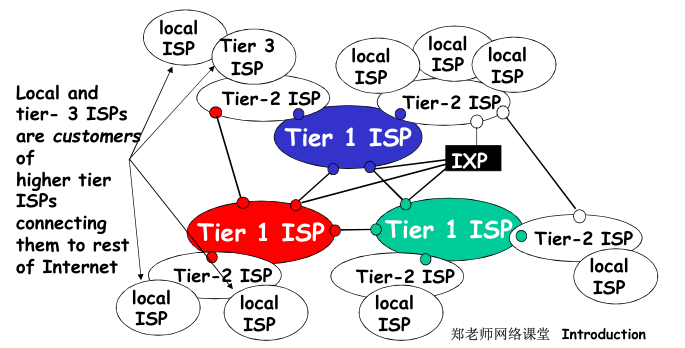 local
ISP
Tier 3
ISP
local
ISP
local
ISP
local
ISP
Local and
tier- 3 ISPs
are customers
of
higher tier
ISPs
connecting
them to rest
of Internet
Tier-2 ISP
Tier-2 ISP
Tier 1 ISP
IXP
Tier 1 ISP
Tier 1 ISP
Tier-2 ISP
Tier-2 ISP
Tier-2 ISP
local
ISP
local
ISP
local
ISP
local
ISP
郑老师网络课堂 Introduction